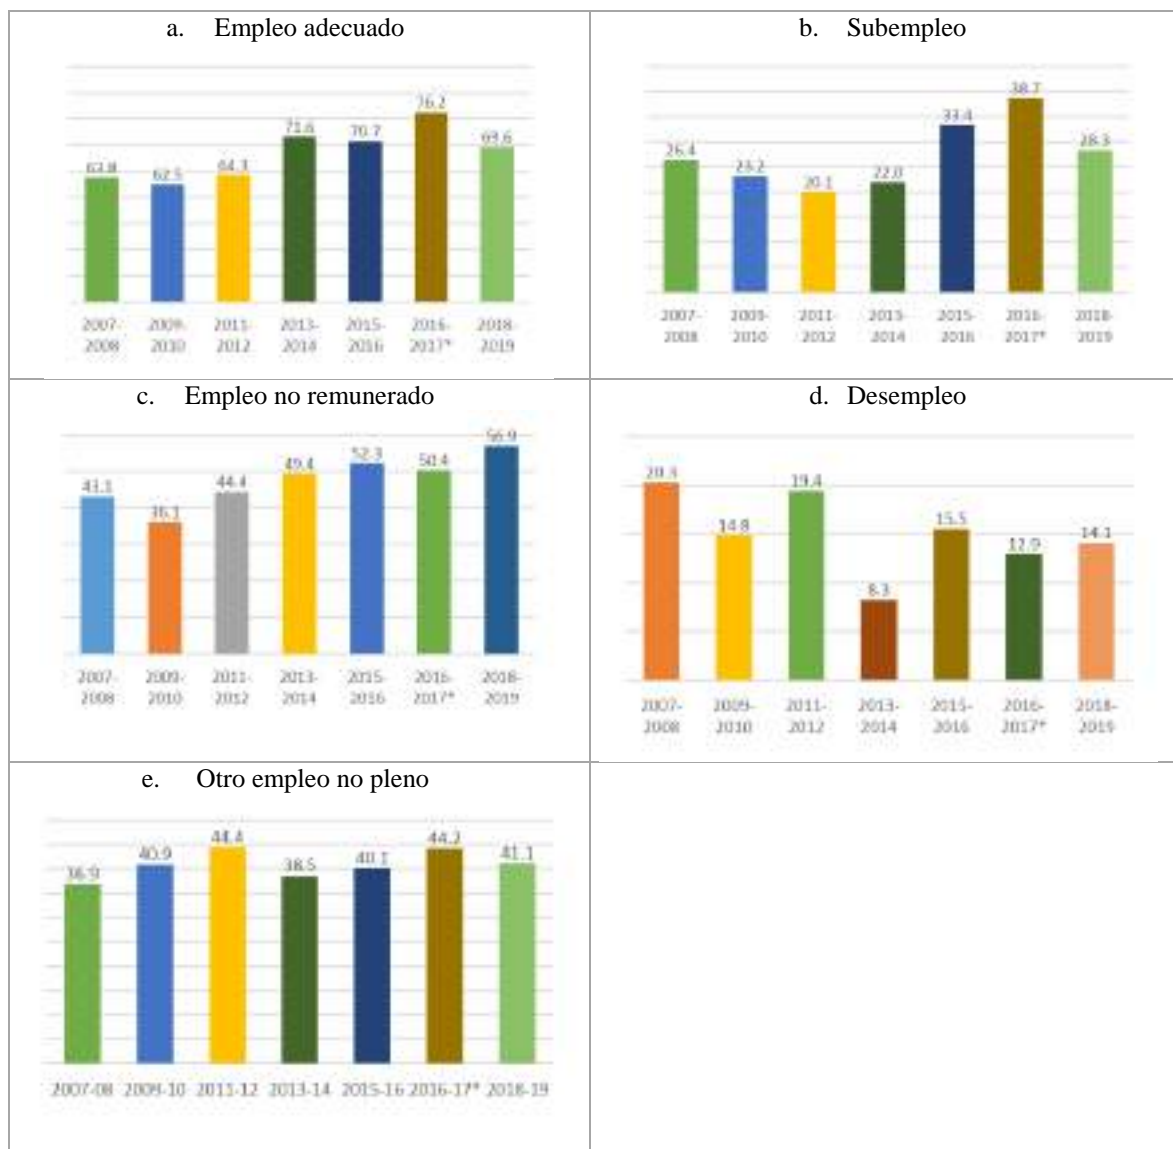 a. Empleo adecuado
63.8 62.5 64.3 71.6 70.7 76.2 69.6
2007- 2009- 2011- 2013- 2015- 2016- 2018-
2008 2010 2012 2014 2016 2017* 2019
b. Subempleo
26.4 23.2 20.1 22.0 33.4 38.7 28.3
2007- 2009- 2011- 2013- 2015- 2016- 2018-
2008 2010 2012 2014 2016 2017* 2019
c. Empleo no remunerado
43.1 36.1 44.4 49.4 52.3 50.4 56.9
2007- 2009- 2011- 2013- 2015- 2016- 2018-
2008 2010 2012 2014 2016 2017* 2019
d. Desempleo
20.3 14.8 19.4 8.3 15.5 12.9 14.1
2007- 2009- 2011- 2013- 2015- 2016- 2018-
2008 2010 2012 2014 2016 2017* 2019
e. Otro empleo no pleno
36.9 40.9 44.4 38.5 40.1 44.2 41.1
2007-08 2009-10 2011-12 2013-14 2015-16 2016-17* 2018-19